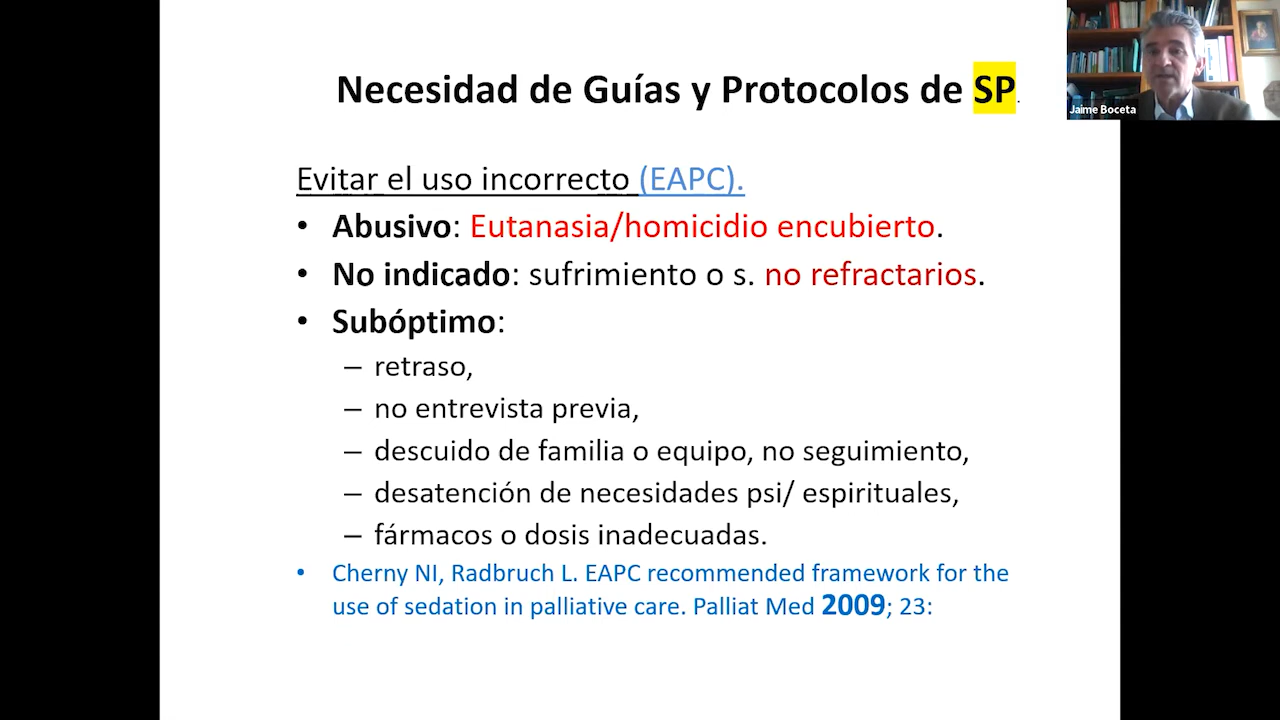 Necesidad de Guías y Protocolos de SP.
Jaime Boceta
Evitar el uso incorrecto (EAPC).
• Abusivo: Eutanasia/homicidio encubierto.
• No indicado: sufrimiento o s. no refractarios.
• Subóptimo:
– retraso,
– no entrevista previa,
– descuido de familia o equipo, no seguimiento,
– desatención de necesidades psi/ espirituales,
– fármacos o dosis inadecuadas.
• Cherny NI, Radbruch L. EAPC recommended framework for the
use of sedation in palliative care. Palliat Med 2009; 23: